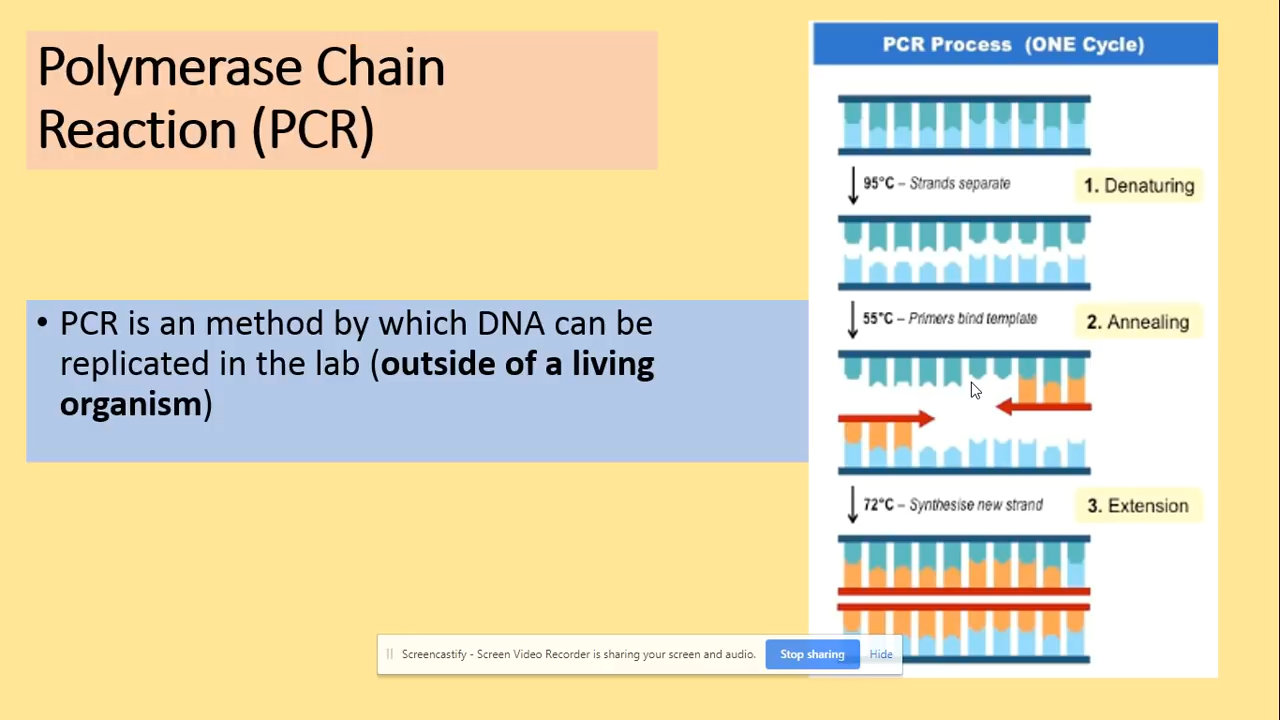 Polymerase Chain
Reaction (PCR)
• PCR is an method by which DNA can be
replicated in the lab (outside of a living
organism)
PCR Process (ONE Cycle)
95°C – Strands separate
1. Denaturing
55°C – Primers bind template
2. Annealing
72°C – Synthesise new strand
3. Extension
Screencastify - Screen Video Recorder is sharing your screen and audio.
Stop sharing
Hide